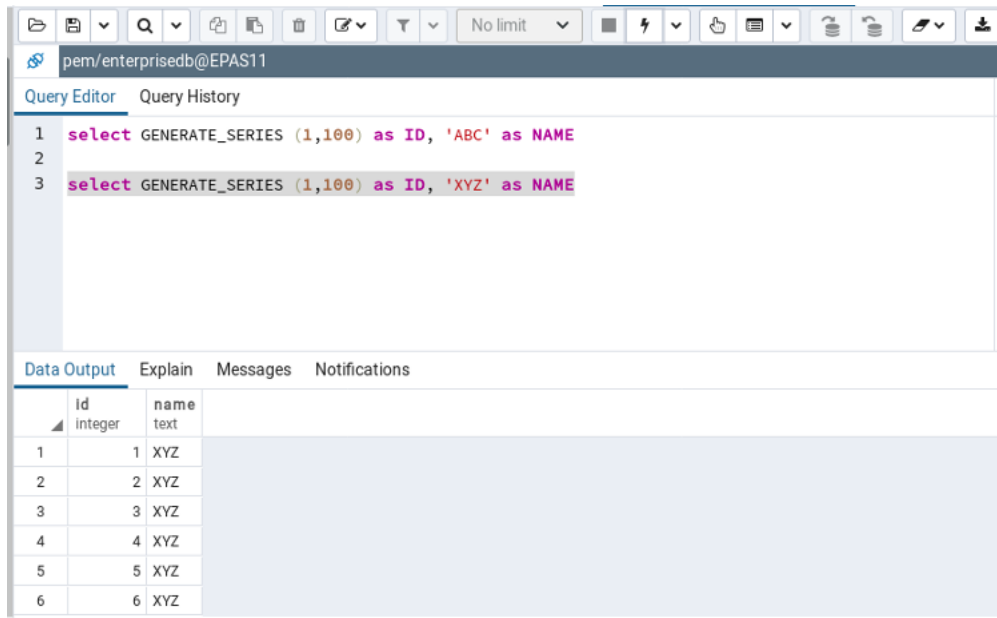 No limit
pem/enterprisedb@EPAS11
Query Editor Query History
1 select GENERATE_SERIES (1,100) as ID, 'ABC' as NAME
2
3 select GENERATE_SERIES (1,100) as ID, 'XYZ' as NAME
Data Output Explain Messages Notifications
id name
integer text
1 1 XYZ
2 2 XYZ
3 3 XYZ
4 4 XYZ
5 5 XYZ
6 6 XYZ